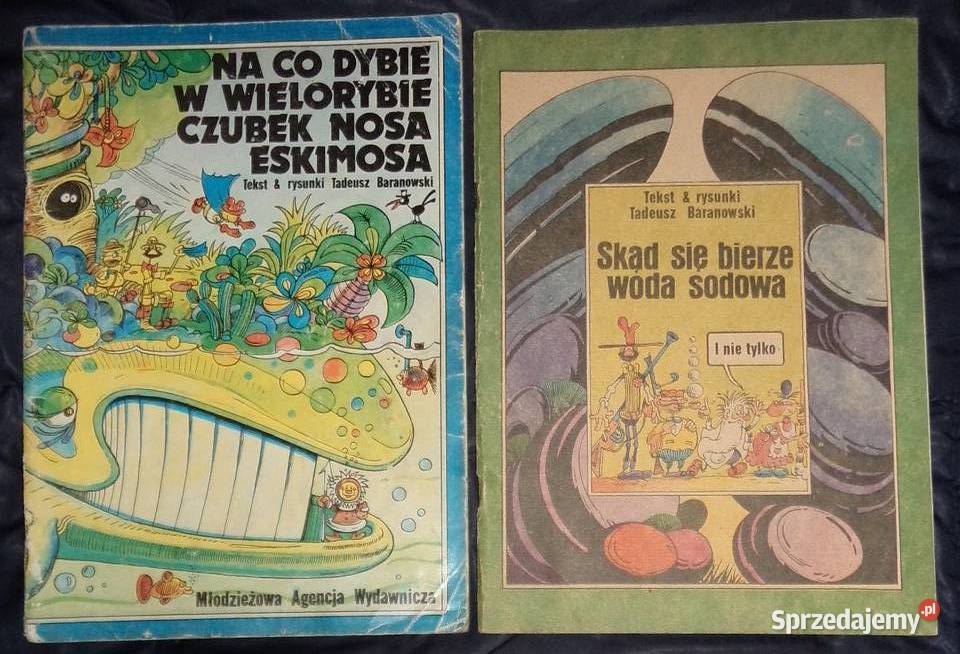 NA CO DYBIE
W WIELORYBIE
CZUBEK NOSA
ESKIMOSA
Tekst & rysunki Tadeusz Baranowski
Młodzieżowa Agencja Wydawnicza
Tekst & rysunki
Tadeusz Baranowski
Skąd się bierze
woda sodowa
I nie tylko
Sprzedajemy.pl